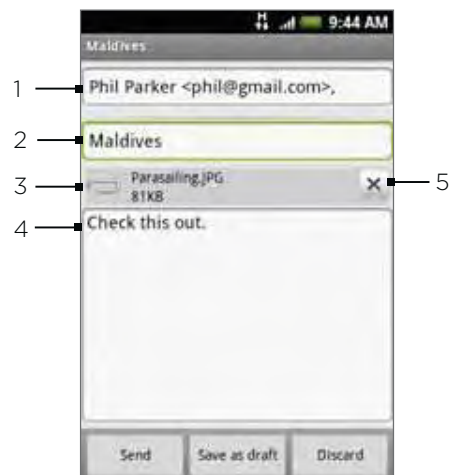 H 9:44 AM
Maldives
1 Phil Parker <phil@gmail.com>,
2 Maldives
3 Parasailing.JPG 5
81KB
4 Check this out.
Send Save as draft Discard